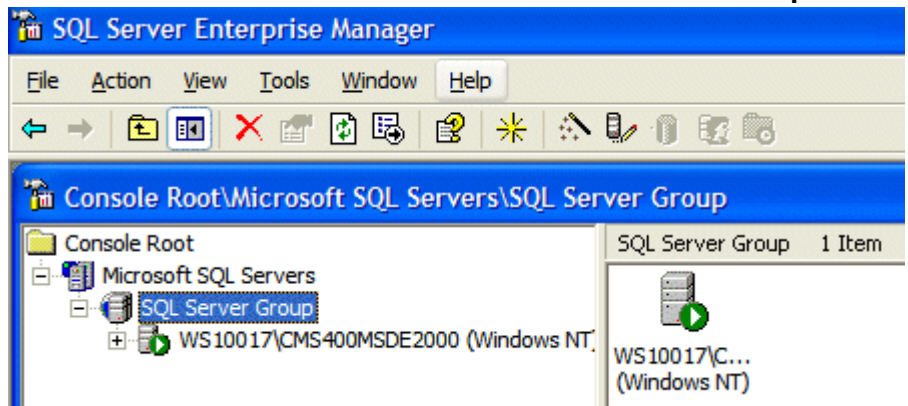 SQL Server Enterprise Manager
File Action View Tools Window Help
Console Root\Microsoft SQL Servers\SQL Server Group
Console Root
Microsoft SQL Servers
SQL Server Group
WS10017\CMS400MSDE2000 (Windows NT)
SQL Server Group 1 Item
WS10017\C...
(Windows NT)